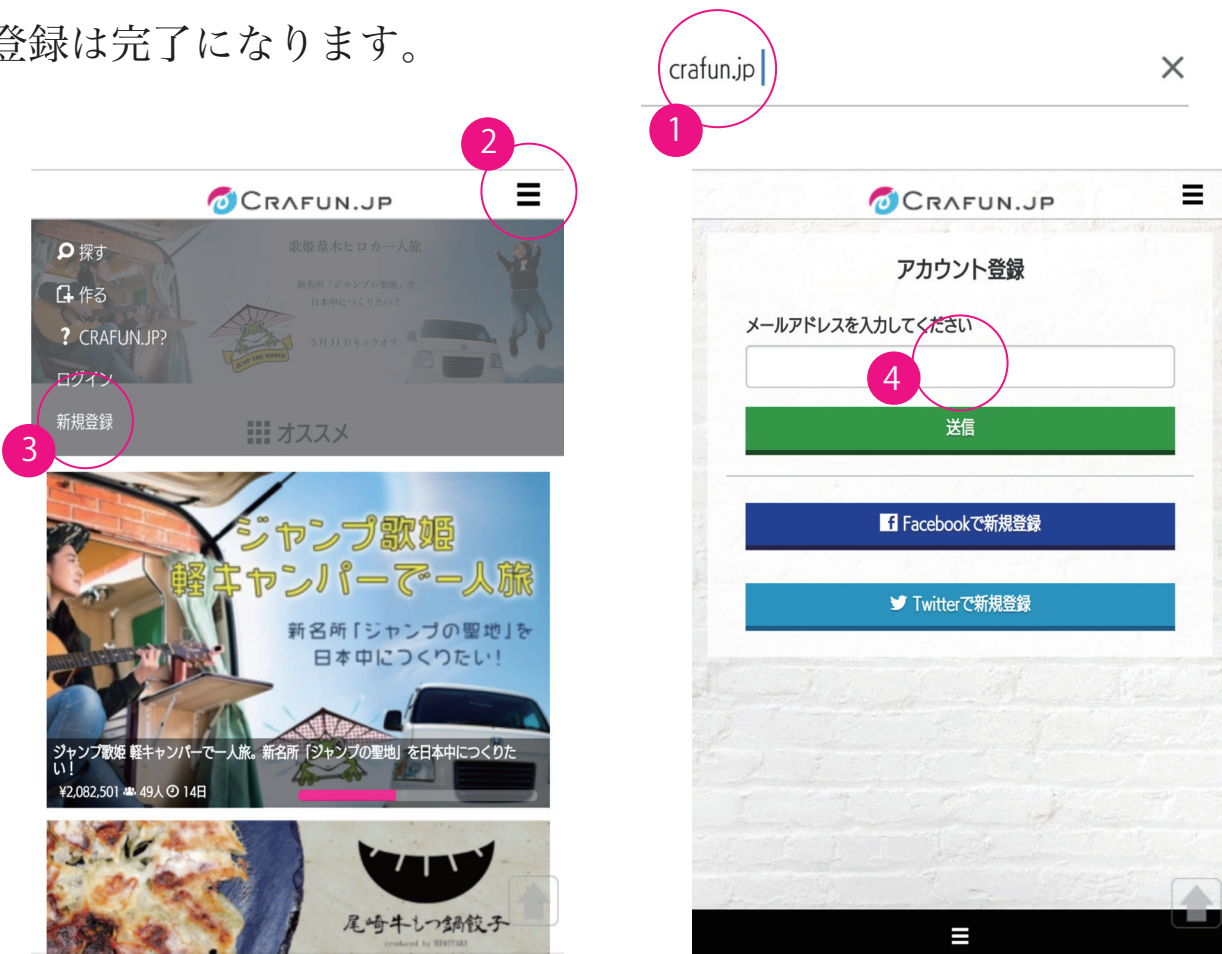 登録は完了になります。
crafun.jp
1
2
CRAFUN.JP
探す
作る
? CRAFUN.JP?
ログイン
新規登録
3
歌姫葦木ヒロカ一人旅
新名所「ジャンプの聖地」を
日本中につくりたい！
5月11日キックオフ
JUMP THE WORLD
オススメ
ジャンプ歌姫
軽キャンパーで一人旅
新名所「ジャンプの聖地」を
日本中につくりたい！
ジャンプ歌姫 軽キャンパーで一人旅。新名所「ジャンプの聖地」を日本中につくりた
い！
¥2,082,501 49人 14日
尾崎牛もつ鍋餃子
CRAFUN.JP
アカウント登録
メールアドレスを入力してください
4
送信
Facebookで新規登録
Twitterで新規登録